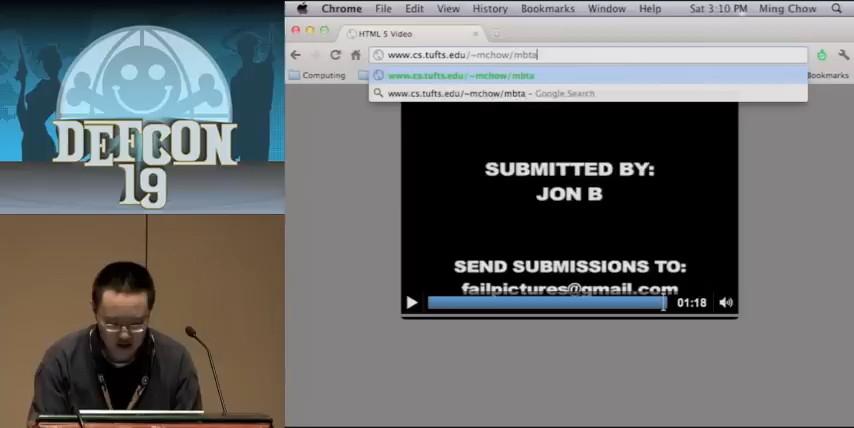 DEFCON
19
Chrome File Edit View History Bookmarks Window Help Sat 3:10 PM Ming Chow
HTML 5 Video
www.cs.tufts.edu/~mchow/mbta
Computing
www.cs.tufts.edu/~mchow/mbta
Bookmarks
www.cs.tufts.edu/~mchow/mbta - Google Search
SUBMITTED BY:
JON B
SEND SUBMISSIONS TO:
failpictures@gmail.com
01:18